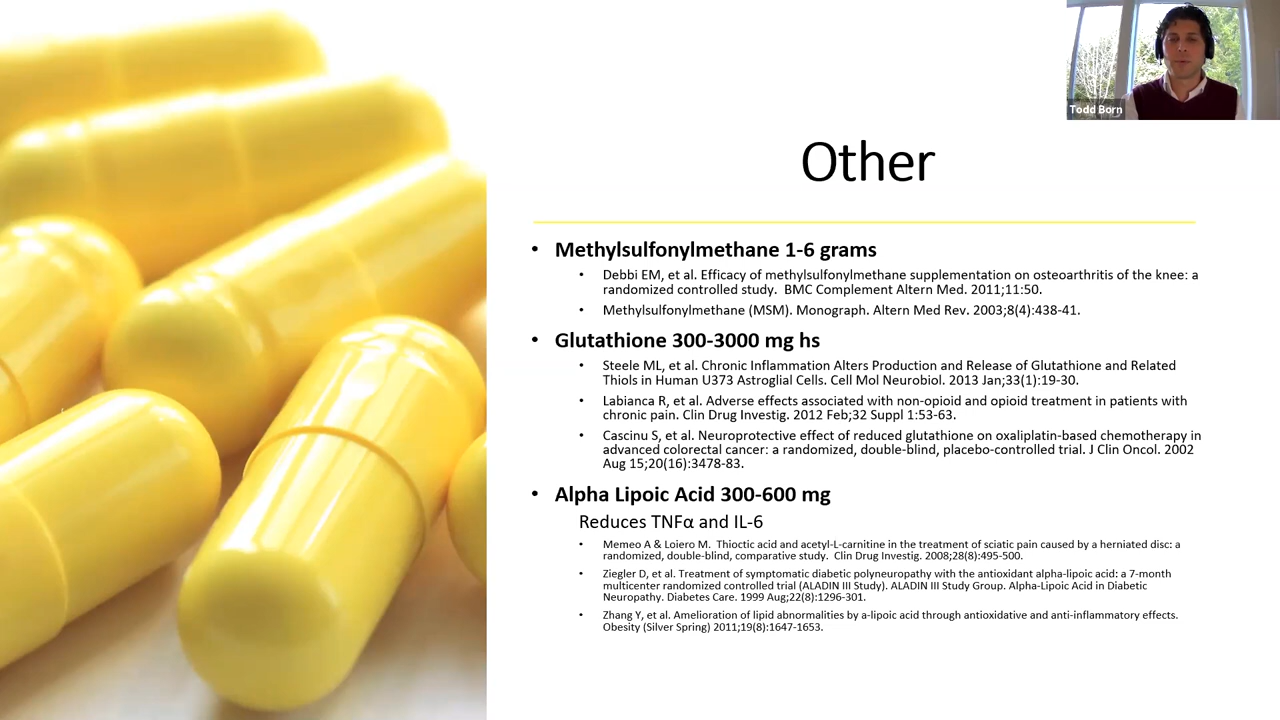 Todd Born
Other
• Methylsulfonylmethane 1-6 grams
• Debbi EM, et al. Efficacy of methylsulfonylmethane supplementation on osteoarthritis of the knee: a
randomized controlled study. BMC Complement Altern Med. 2011;11:50.
• Methylsulfonylmethane (MSM). Monograph. Altern Med Rev. 2003;8(4):438-41.
• Glutathione 300-3000 mg hs
• Steele ML, et al. Chronic Inflammation Alters Production and Release of Glutathione and Related
Thiols in Human U373 Astroglial Cells. Cell Mol Neurobiol. 2013 Jan;33(1):19-30.
• Labianca R, et al. Adverse effects associated with non-opioid and opioid treatment in patients with
chronic pain. Clin Drug Investig. 2012 Feb;32 Suppl 1:53-63.
• Cascinu S, et al. Neuroprotective effect of reduced glutathione on oxaliplatin-based chemotherapy in
advanced colorectal cancer: a randomized, double-blind, placebo-controlled trial. J Clin Oncol. 2002
Aug 15;20(16):3478-83.
• Alpha Lipoic Acid 300-600 mg
Reduces TNFα and IL-6
• Memeo A & Loiero M. Thioctic acid and acetyl-L-carnitine in the treatment of sciatic pain caused by a herniated disc: a
randomized, double-blind, comparative study. Clin Drug Investig. 2008;28(8):495-500.
• Ziegler D, et al. Treatment of symptomatic diabetic polyneuropathy with the antioxidant alpha-lipoic acid: a 7-month
multicenter randomized controlled trial (ALADIN III Study). ALADIN III Study Group. Alpha-Lipoic Acid in Diabetic
Neuropathy. Diabetes Care. 1999 Aug;22(8):1296-301.
• Zhang Y, et al. Amelioration of lipid abnormalities by a-lipoic acid through antioxidative and anti-inflammatory effects.
Obesity (Silver Spring) 2011;19(8):1647-1653.